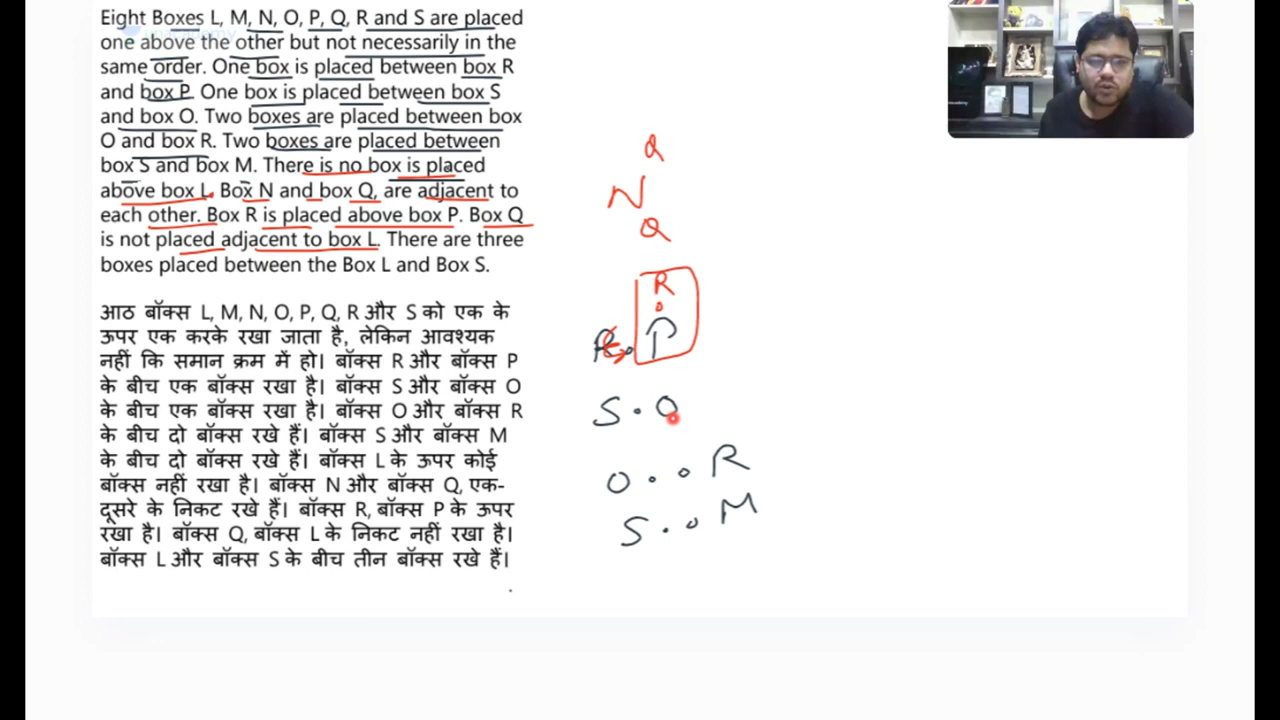 Eight Boxes L, M, N, O, P, Q, R and S are placed
one above the other but not necessarily in the
same order. One box is placed between box R
and box P. One box is placed between box S
and box O. Two boxes are placed between box
O and box R. Two boxes are placed between
box S and box M. There is no box is placed
above box L. Box N and box Q, are adjacent to
each other. Box R is placed above box P. Box Q
is not placed adjacent to box L. There are three
boxes placed between the Box L and Box S.
आठ बॉक्स L, M, N, O, P, Q, R और S को एक के
ऊपर एक करके रखा जाता है, लेकिन आवश्यक
नहीं कि समान क्रम में हो। बॉक्स R और बॉक्स P
के बीच एक बॉक्स रखा है। बॉक्स S और बॉक्स O
के बीच एक बॉक्स रखा है। बॉक्स O और बॉक्स R
के बीच दो बॉक्स रखे हैं। बॉक्स S और बॉक्स M
के बीच दो बॉक्स रखे हैं। बॉक्स L के ऊपर कोई
बॉक्स नहीं रखा है। बॉक्स N और बॉक्स Q, एक-
दूसरे के निकट रखे हैं। बॉक्स R, बॉक्स P के ऊपर
रखा है। बॉक्स Q, बॉक्स L के निकट नहीं रखा है।
बॉक्स L और बॉक्स S के बीच तीन बॉक्स रखे हैं।
Q
N
Q
R
P
S . O
O . . R
S . . M